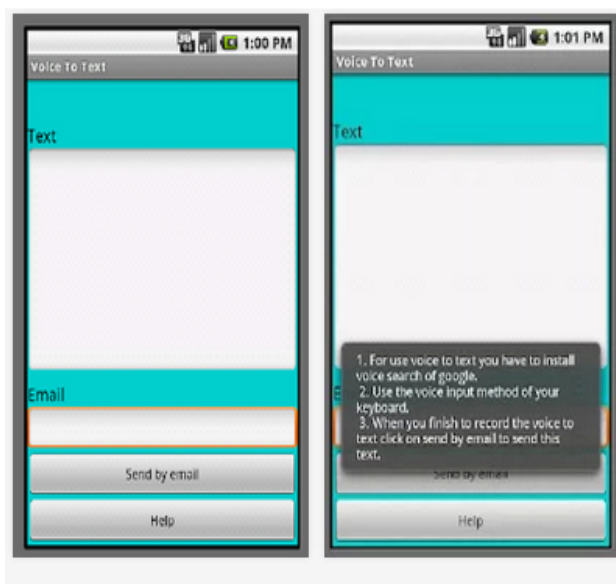 1:00 PM
Voice To Text
Text
Email
Send by email
Help
1:01 PM
Voice To Text
Text
1. For use voice to text you have to install
voice search of google.
2. Use the voice input method of your
keyboard.
3. When you finish to record the voice to
text click on send by email to send this
text.
Send by email
Help